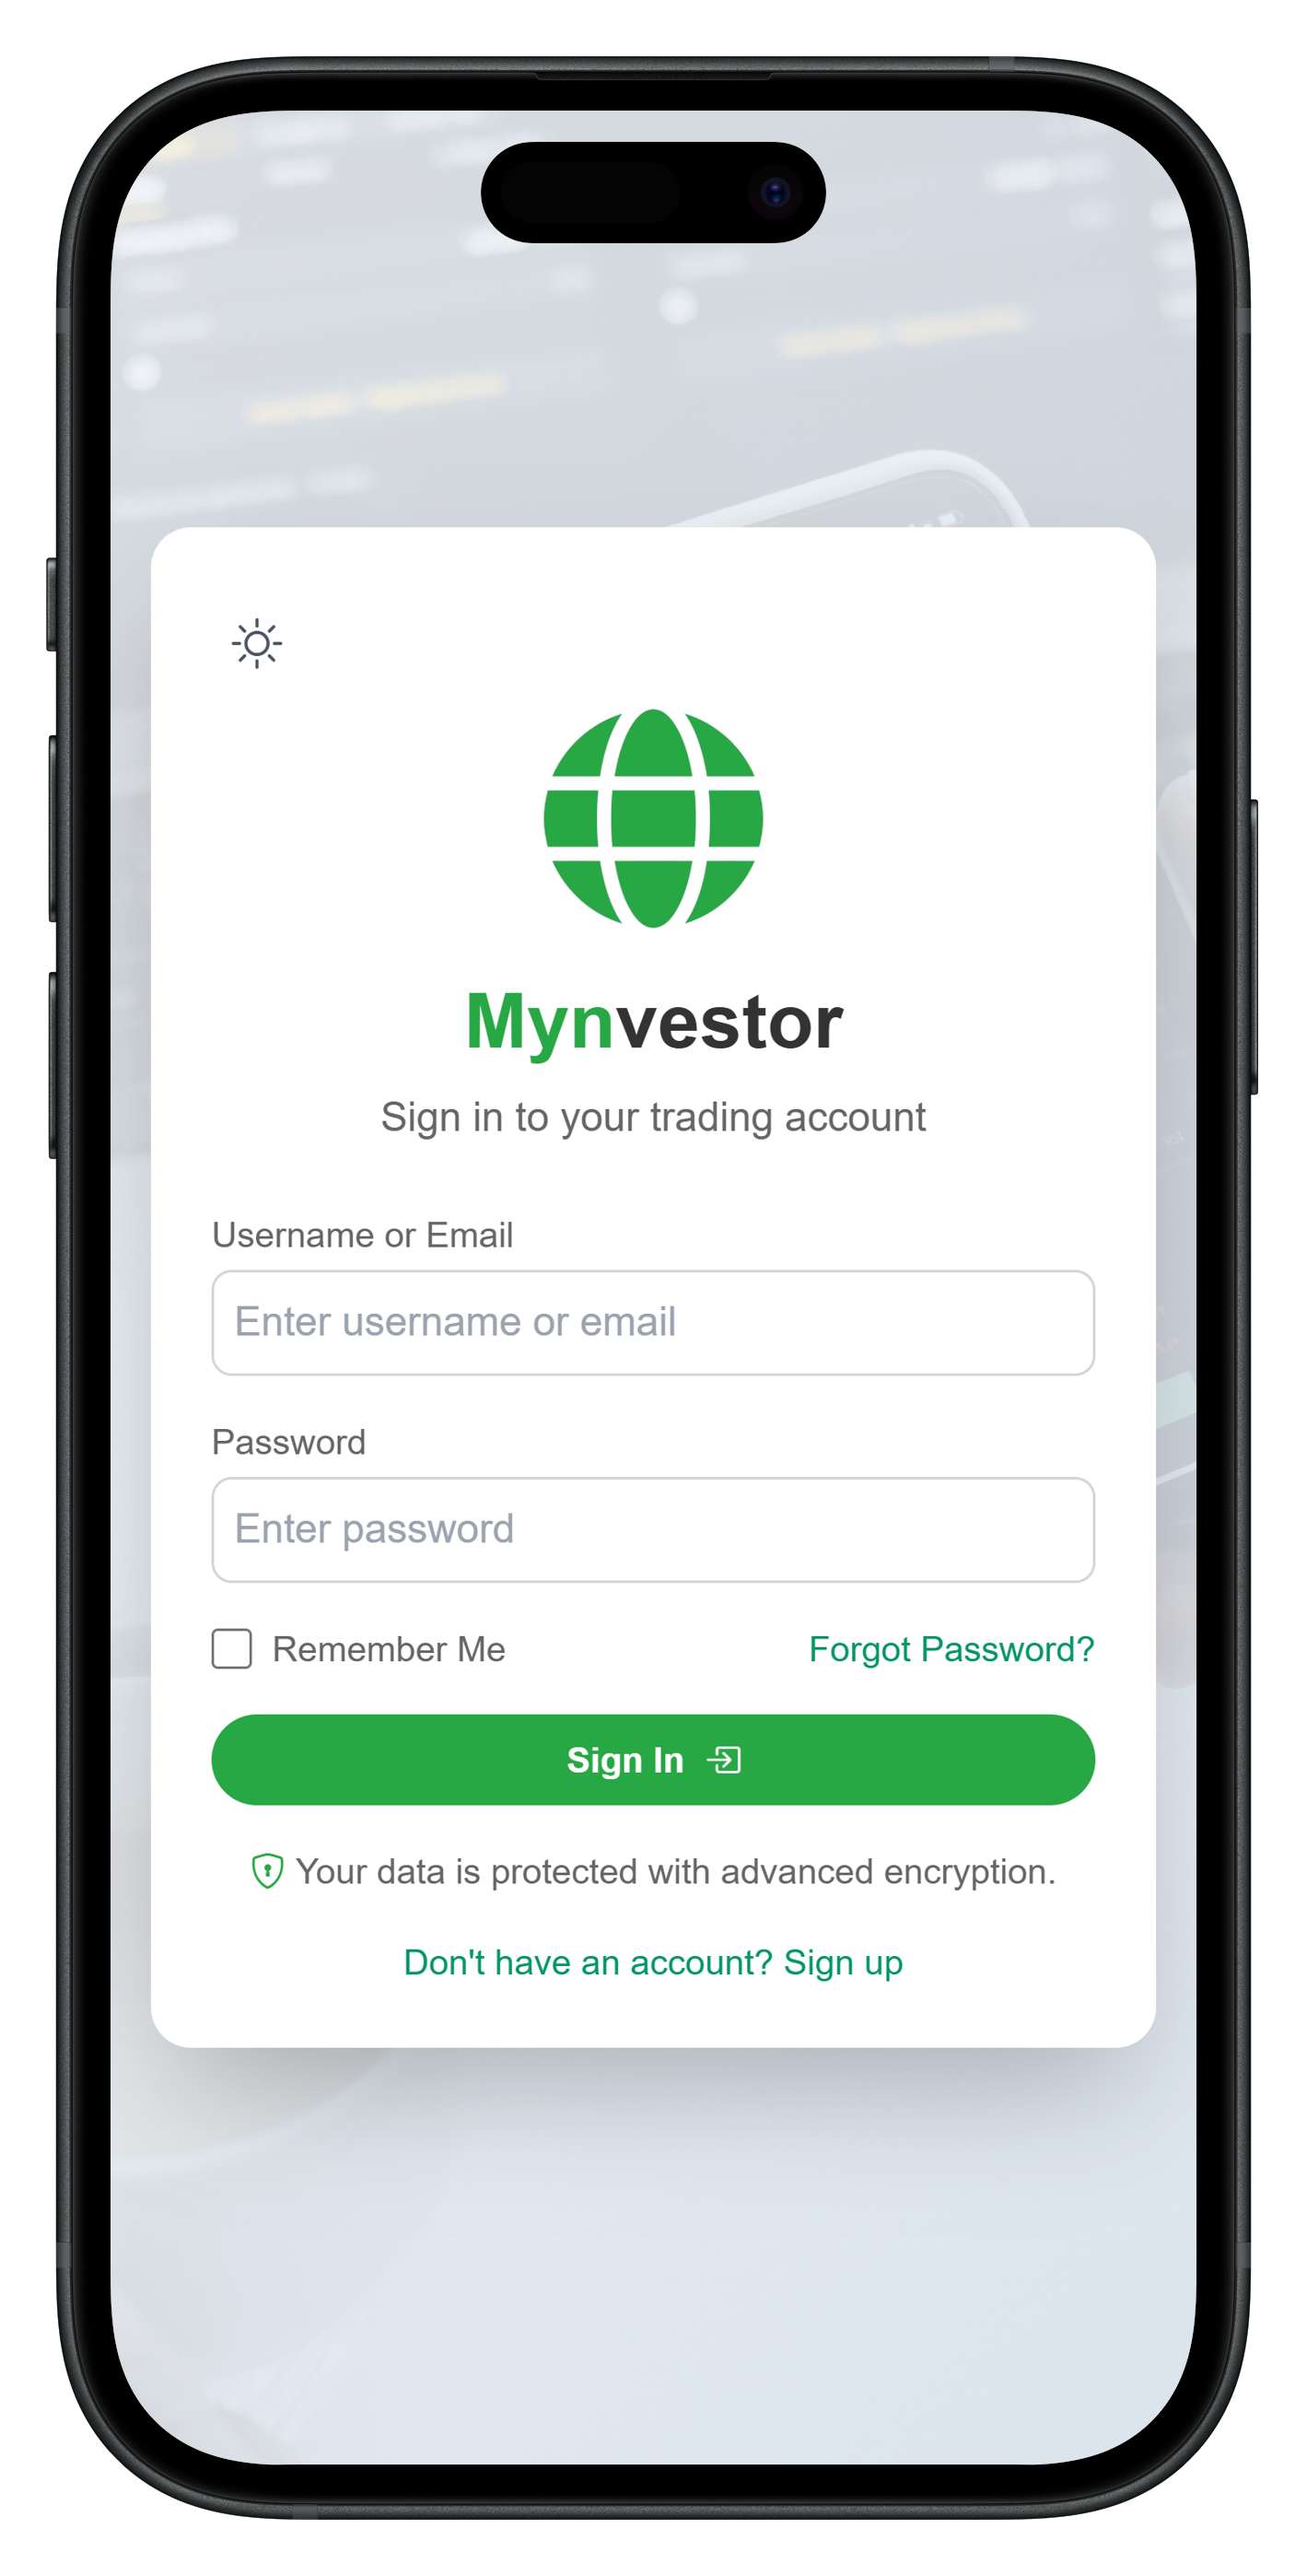 Mynvestor
Sign in to your trading account
Username or Email
Enter username or email
Password
Enter password
Remember Me
Forgot Password?
Sign In
Your data is protected with advanced encryption.
Don't have an account? Sign up